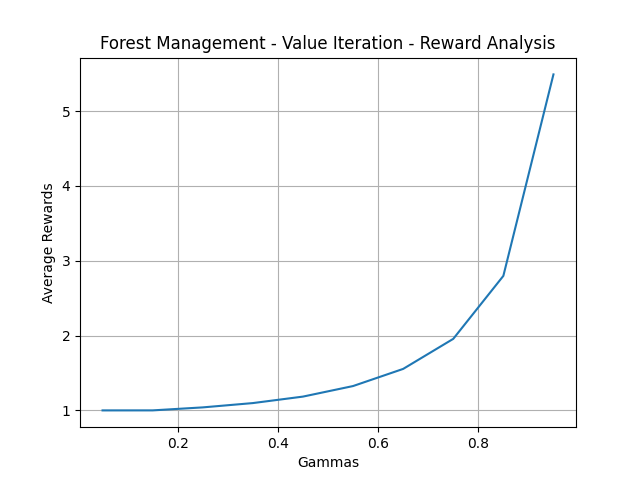 Forest Management - Value Iteration - Reward Analysis
Average Rewards
5
4
3
2
1
0.2 0.4 0.6 0.8
Gammas